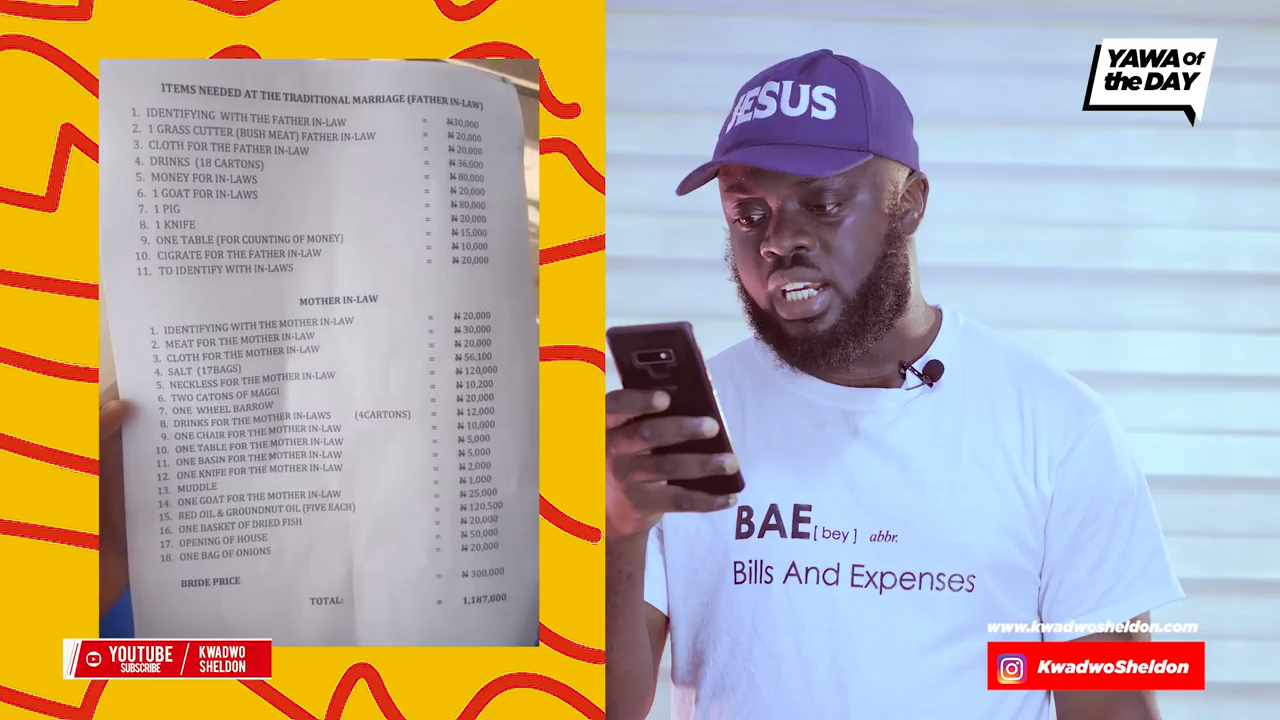 ITEMS NEEDED AT THE TRADITIONAL MARRIAGE (FATHER IN-LAW)
1. IDENTIFYING WITH THE FATHER IN-LAW = ₦30,000
2. 1 GRASS CUTTER (BUSH MEAT) FATHER IN-LAW = ₦ 20,000
3. CLOTH FOR THE FATHER IN-LAW = ₦ 20,000
4. DRINKS (18 CARTONS) = ₦ 36,000
5. MONEY FOR IN-LAWS = ₦ 80,000
6. 1 GOAT FOR IN-LAWS = ₦ 20,000
7. 1 PIG = ₦ 80,000
8. 1 KNIFE = ₦ 20,000
9. ONE TABLE (FOR COUNTING OF MONEY) = ₦ 15,000
10. CIGRATE FOR THE FATHER IN-LAW = ₦ 10,000
11. TO IDENTIFY WITH IN-LAWS = ₦ 20,000
MOTHER IN-LAW
1. IDENTIFYING WITH THE MOTHER IN-LAW = ₦ 20,000
2. MEAT FOR THE MOTHER IN-LAW = ₦ 30,000
3. CLOTH FOR THE MOTHER IN-LAW = ₦ 20,000
4. SALT (17BAGS) = ₦ 56,100
5. NECKLESS FOR THE MOTHER IN-LAW = ₦ 120,000
6. TWO CATONS OF MAGGI = ₦ 10,200
7. ONE WHEEL BARROW = ₦ 20,000
8. DRINKS FOR THE MOTHER IN-LAWS (4CARTONS) = ₦ 12,000
9. ONE CHAIR FOR THE MOTHER IN-LAW = ₦ 10,000
10. ONE TABLE FOR THE MOTHER IN-LAW = ₦ 5,000
11. ONE BASIN FOR THE MOTHER IN-LAW = ₦ 5,000
12. ONE KNIFE FOR THE MOTHER IN-LAW = ₦ 2,000
13. MUDDLE = ₦ 1,000
14. ONE GOAT FOR THE MOTHER IN-LAW = ₦ 25,000
15. RED OIL & GROUNDNUT OIL (FIVE EACH) = ₦ 120,500
16. ONE BASKET OF DRIED FISH = ₦ 20,000
17. OPENING OF HOUSE = ₦ 50,000
18. ONE BAG OF ONIONS = ₦ 20,000
BRIDE PRICE = ₦ 300,000
TOTAL: = 1,187,600
YOUTUBE
SUBSCRIBE
KWADWO
SHELDON
YAWA of
the DAY
JESUS
BAE [ bey ] abbr.
Bills And Expenses
www.kwadwosheldon.com
KwadwoSheldon